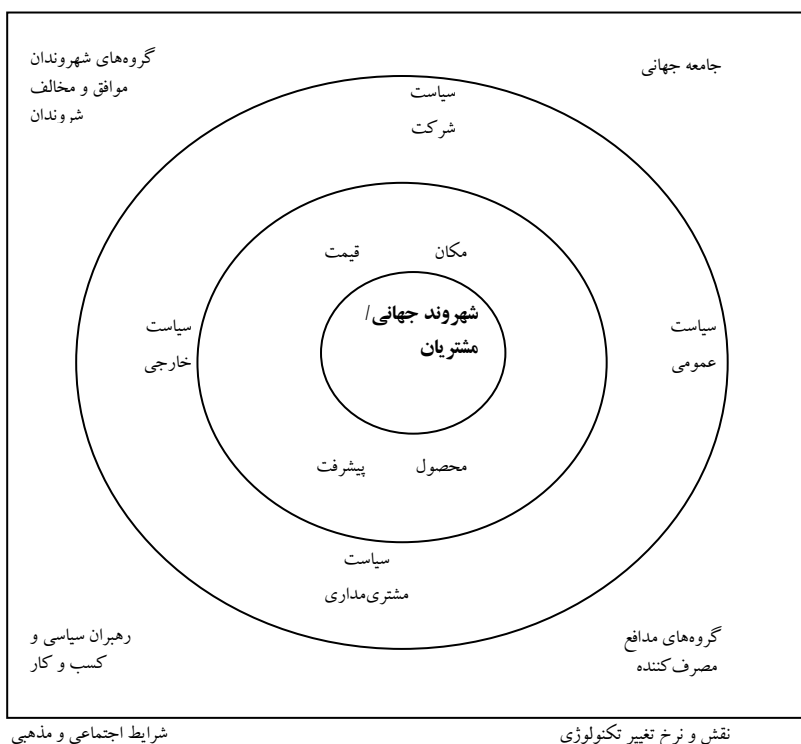 جامعه جهانی
گروه‌های شهروندان
موافق و مخالف
شروندان
سیاست
شرکت
مکان
قیمت
شهروند جهانی/
مشتریان
سیاست
عمومی
سیاست
خارجی
محصول
پیشرفت
سیاست
مشتری‌مداری
گروه‌های مدافع
مصرف‌کننده
رهبران سیاسی و
کسب و کار
نقش و نرخ تغییر تکنولوژی
شرایط اجتماعی و مذهبی